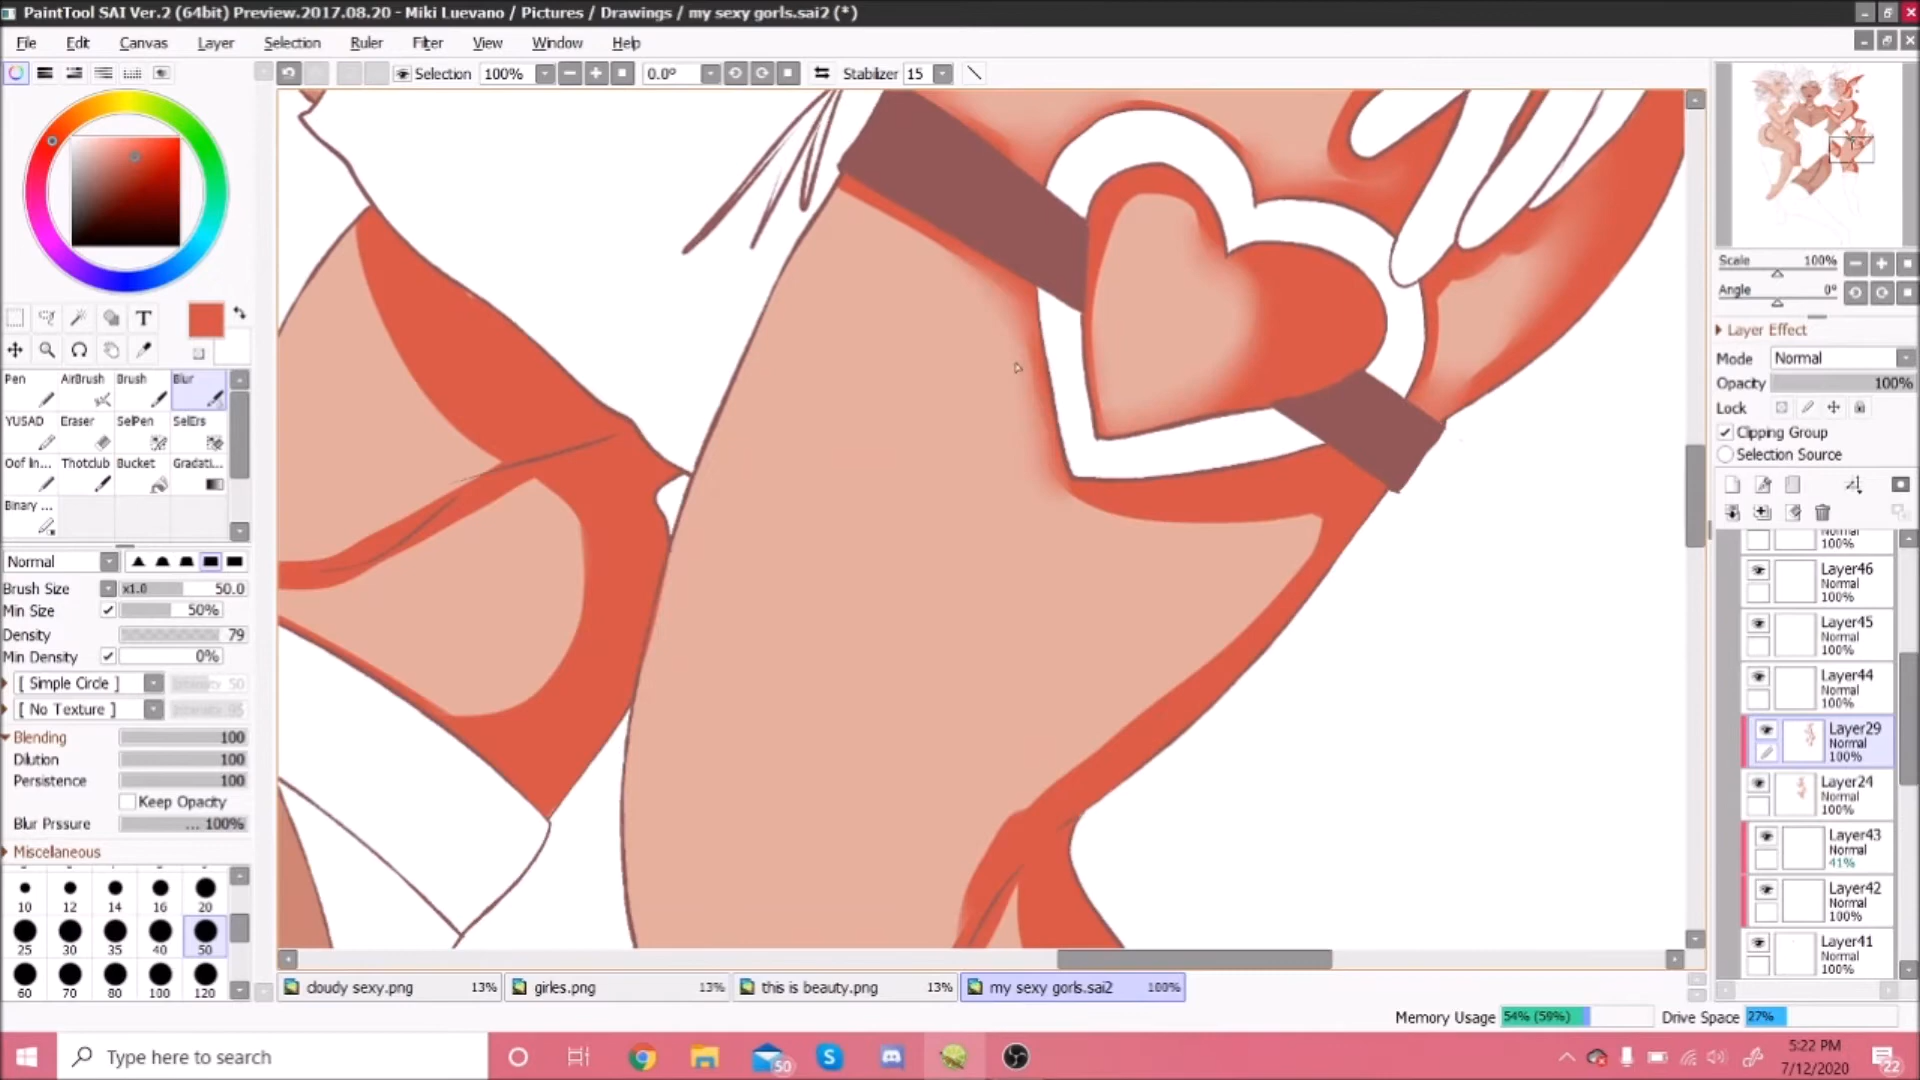 PaintTool SAI Ver.2 (64bit) Preview.2017.08.20 - Miki Luevano / Pictures / Drawings / my sexy gorls.sai2 (*)
File Edit Canvas Layer Selection Ruler Filter View Window Help
Selection 100% 0.0º Stabilizer 15
T
Pen AirBrush Brush Blur
YUSAD Eraser SelPen SelErs
Oof In... Thotclub Bucket Gradati...
Binary ...
Normal
Brush Size x1.0 50.0
Min Size 50%
Density 79
Min Density 0%
[ Simple Circle ] 50
[ No Texture ]
Blending 100
Dilution 100
Persistence 100
Keep Opacity
Blur Prssure ... 100%
Miscellaneous
10 12 14 16 20
25 30 35 40 50
60 70 80 100 120
Scale 100%
Angle 0º
Layer Effect
Mode Normal
Opacity 100%
Lock
Clipping Group
Selection Source
Normal
100%
Layer46
Normal
100%
Layer45
Normal
100%
Layer44
Normal
100%
Layer29
Normal
100%
Layer24
Normal
100%
Layer43
Normal
41%
Layer42
Normal
100%
Layer41
Normal
100%
cloudy sexy.png 13% girles.png 13% this is beauty.png 13% my sexy gorls.sai2 100%
Memory Usage 54% (59%) Drive Space 27%
Type here to search
50
5:22 PM
7/12/2020
22